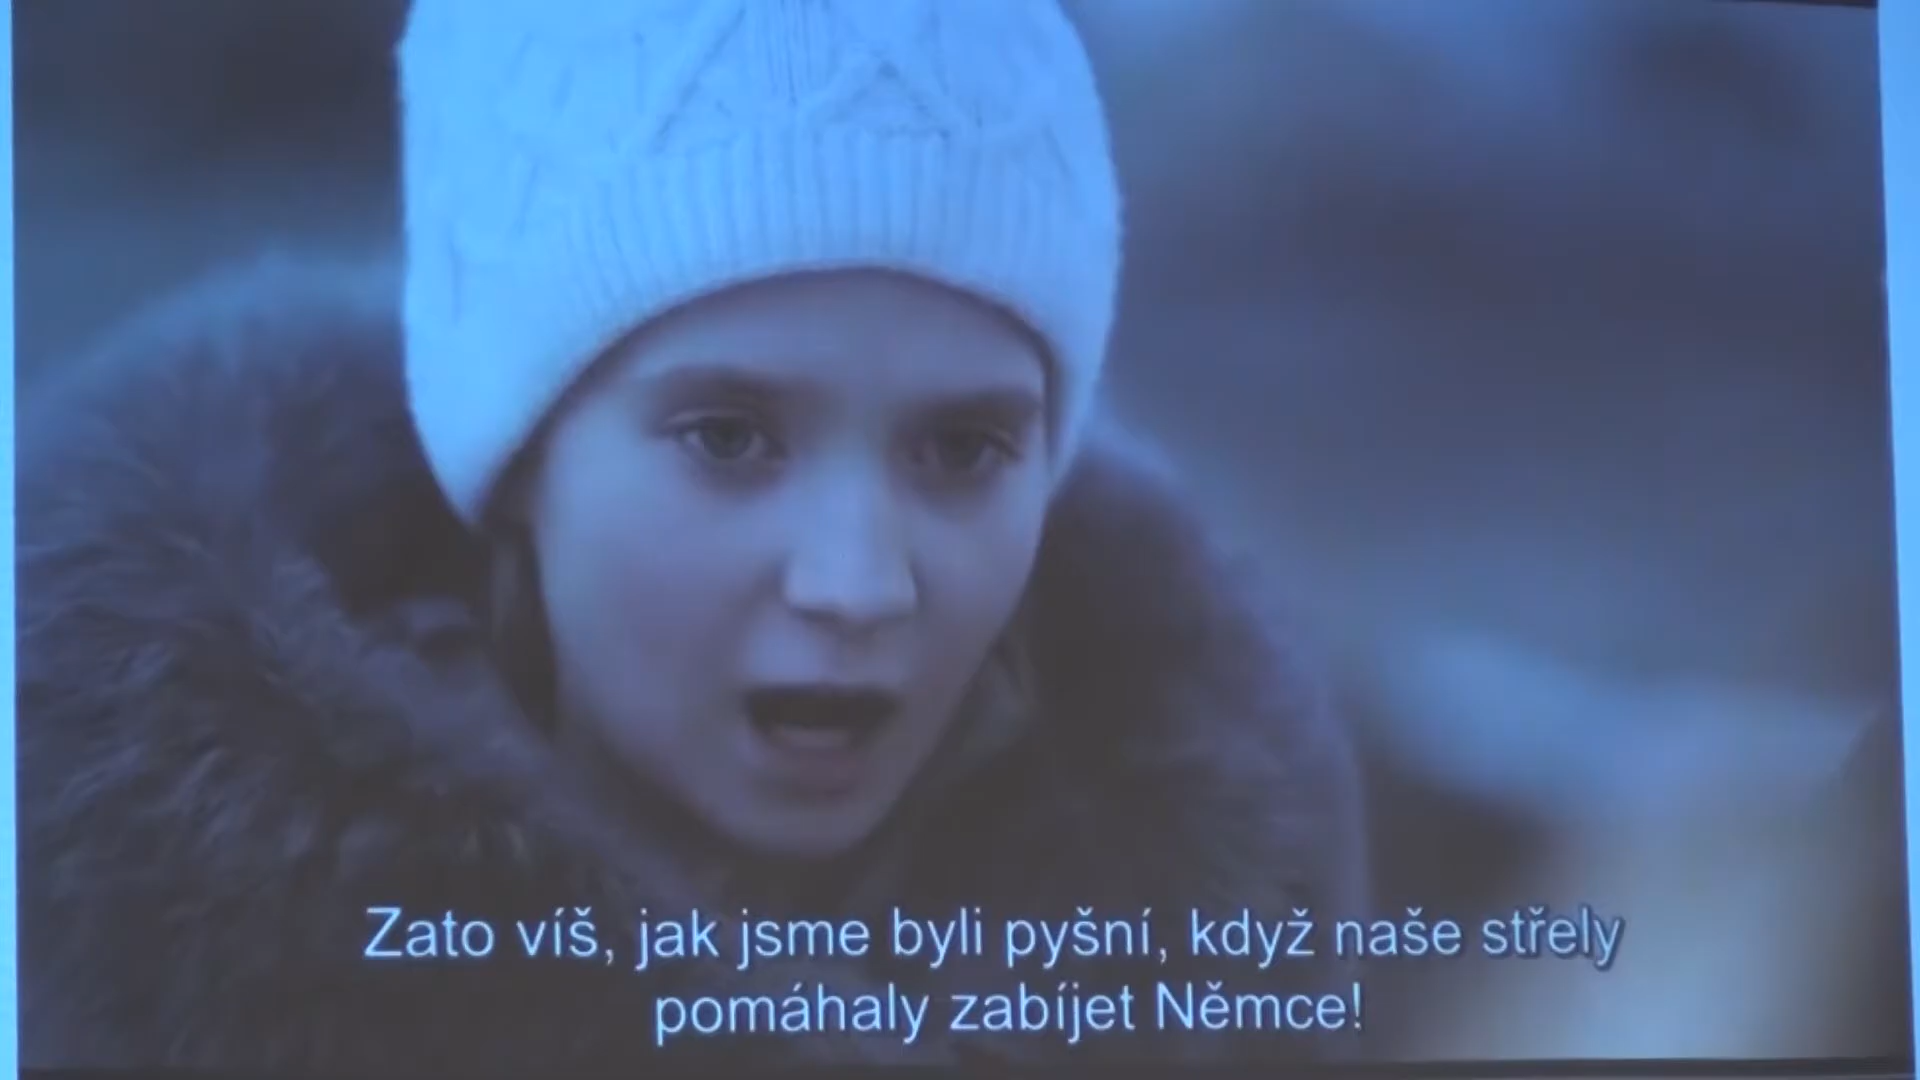 Zato víš, jak jsme byli pyšní, když naše střely
pomáhaly zabíjet Němce!